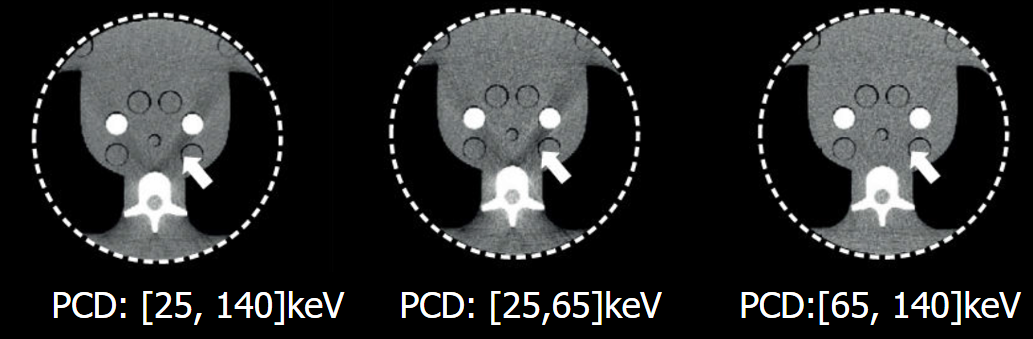 PCD: [25, 140]keV
PCD: [25,65]keV
PCD:[65, 140]keV